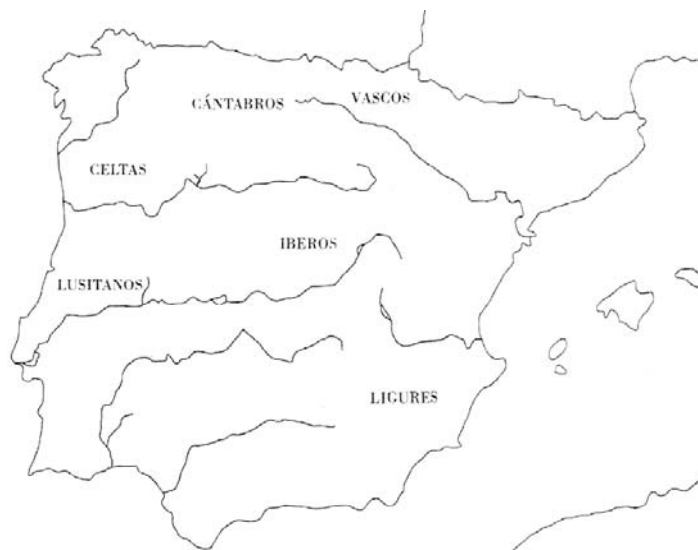 VASCOS
CÁNTABROS
CELTAS
IBEROS
LUSITANOS
LIGURES